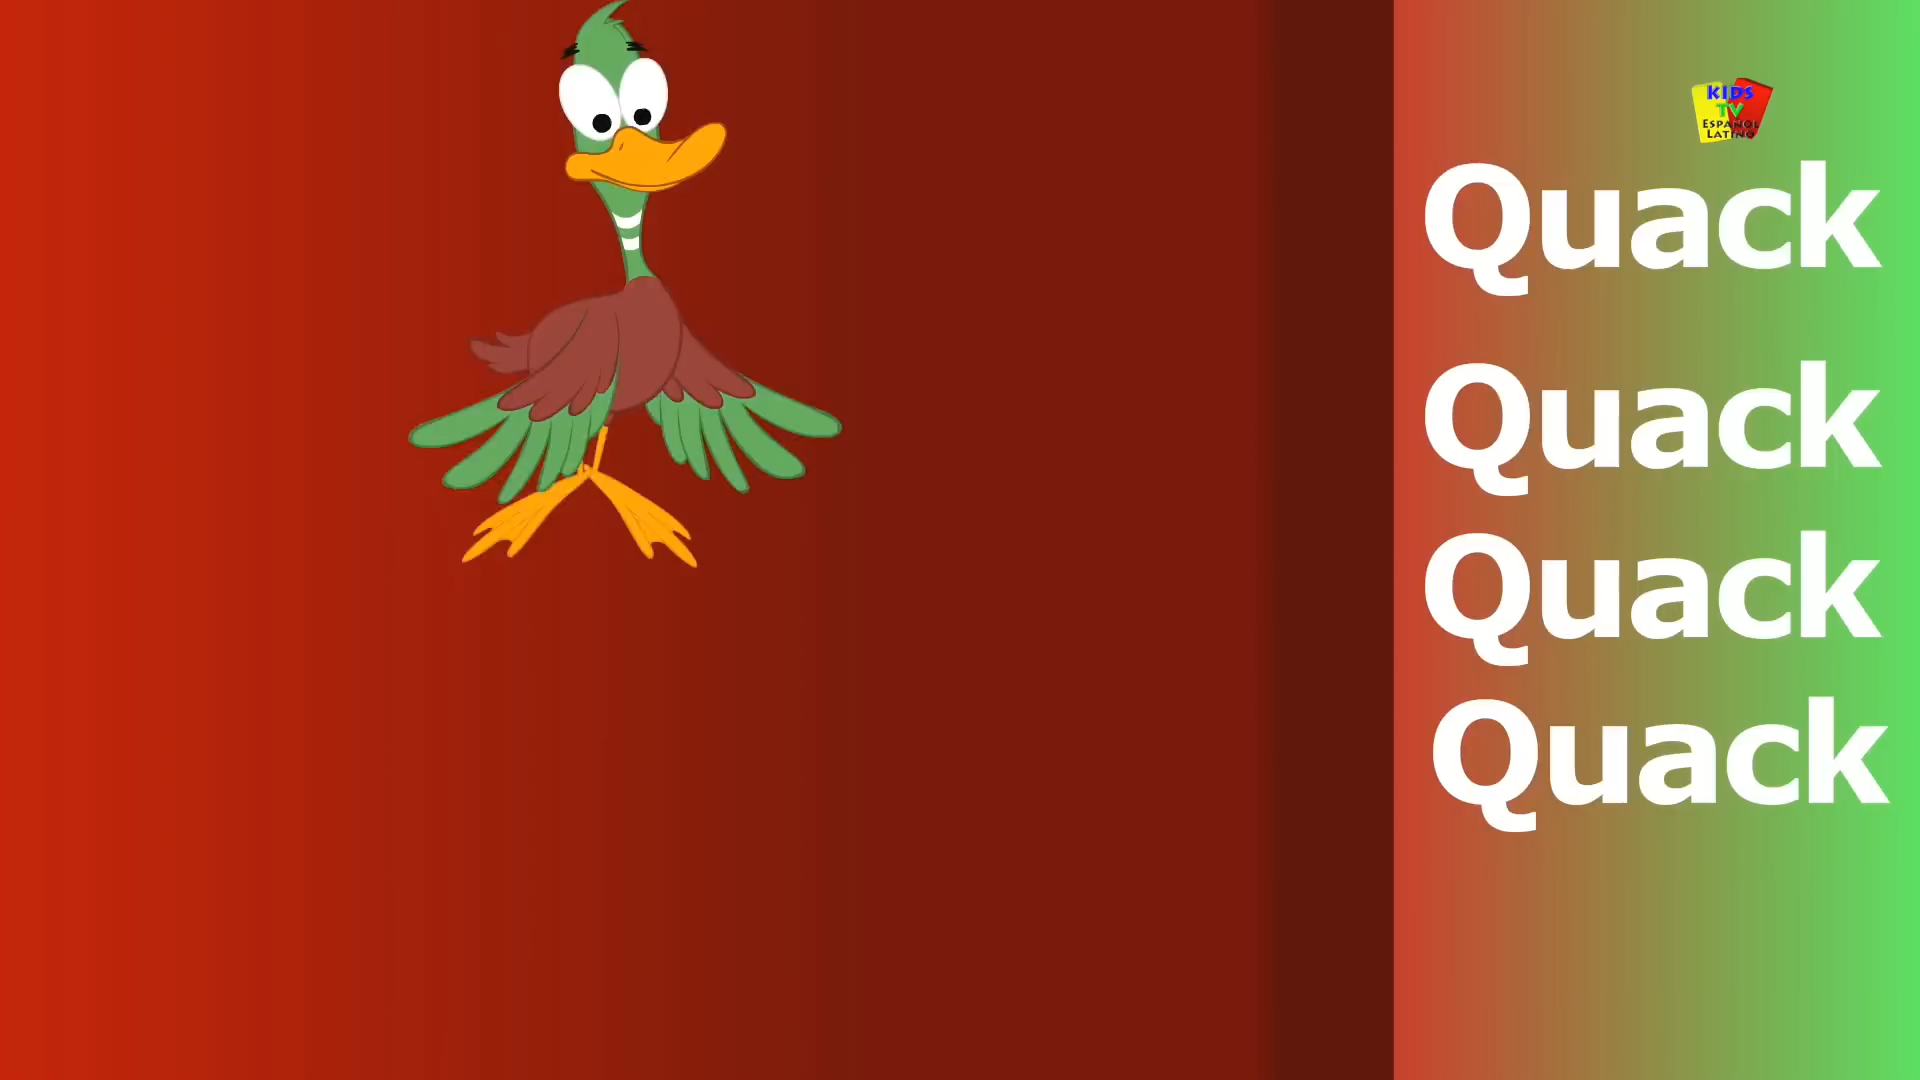 KIDS
TV
ESPAÑOL
LATINO
Quack
Quack
Quack
Quack